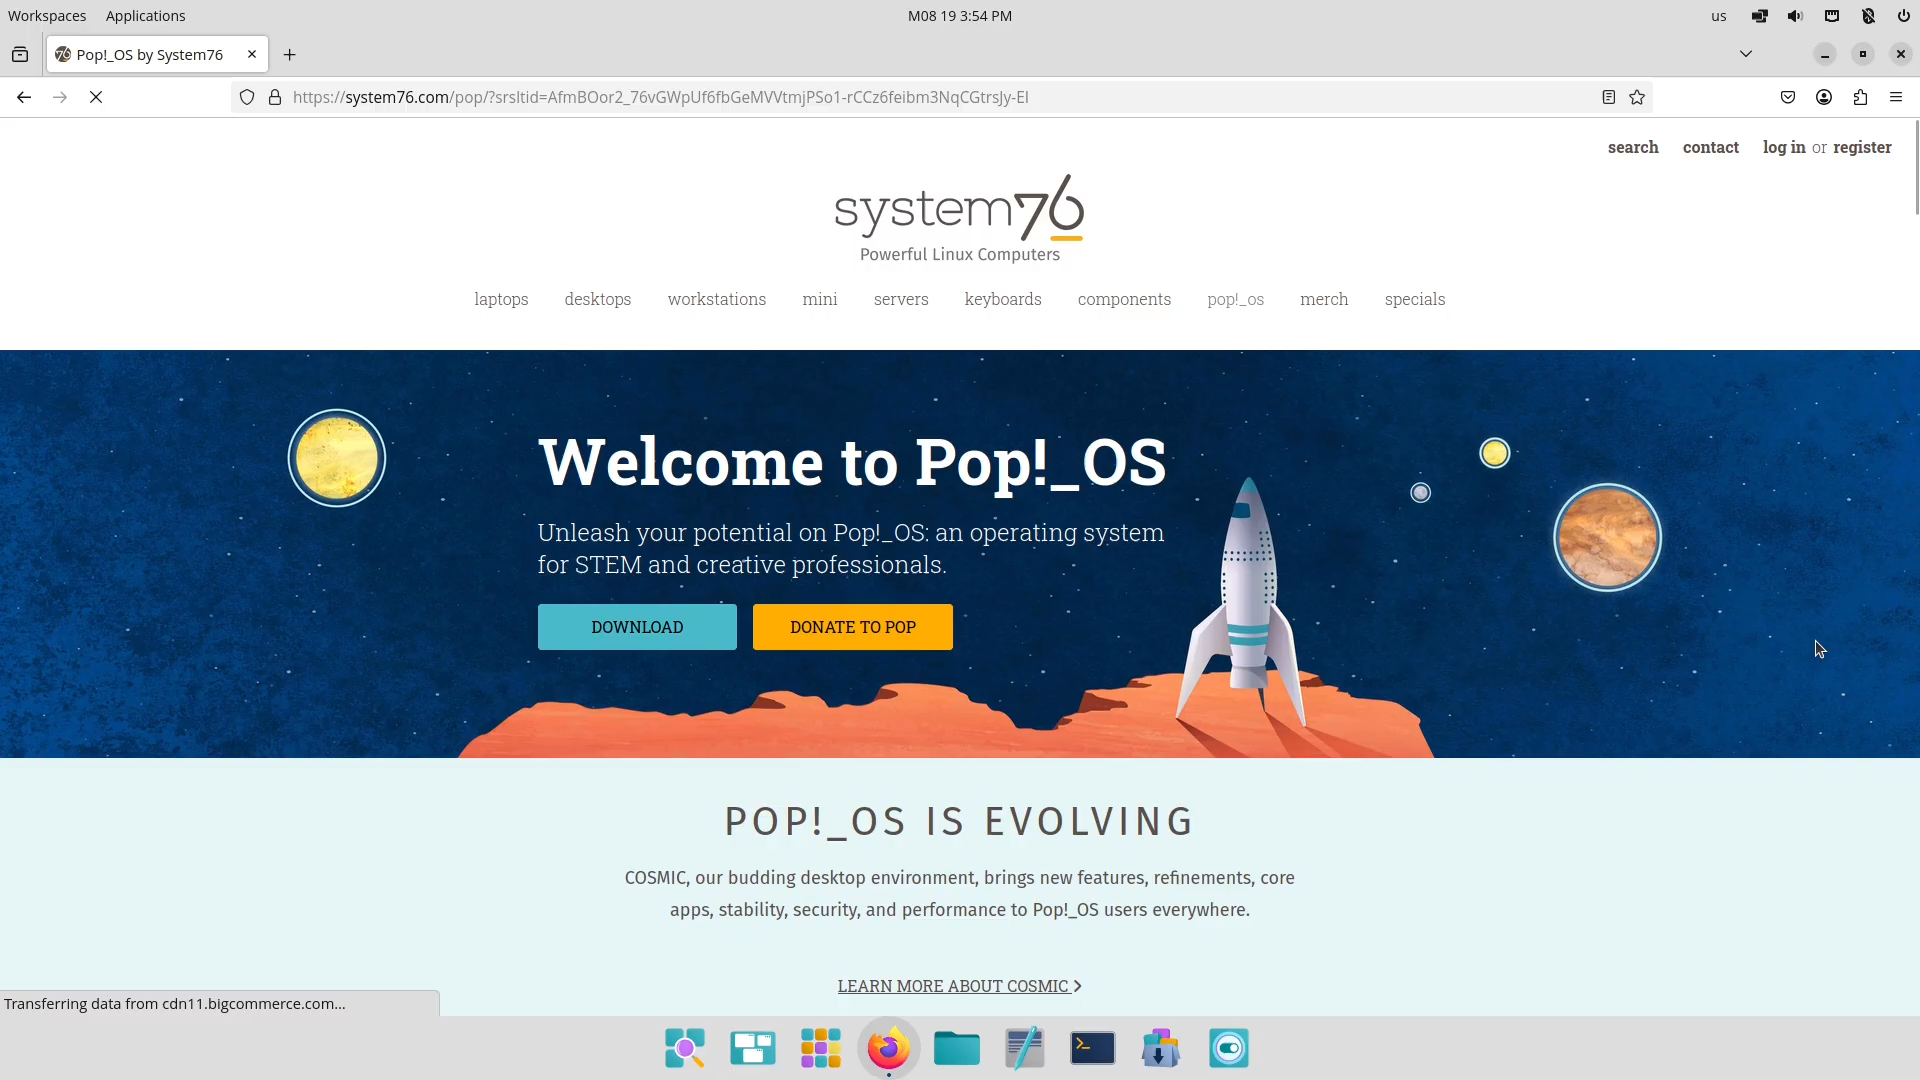 Workspaces Applications M08 19 3:54 PM us
Pop!_OS by System76
https://system76.com/pop/?srsltid=AfmBOor2_76vGWpUf6fbGeMVVtmjPSo1-rCCz6feibm3NqCGtrsJy-EI
search contact log in or register
system76
Powerful Linux Computers
laptops desktops workstations mini servers keyboards components pop!_os merch specials
Welcome to Pop!_OS
Unleash your potential on Pop!_OS: an operating system
for STEM and creative professionals.
DOWNLOAD DONATE TO POP
POP!_OS IS EVOLVING
COSMIC, our budding desktop environment, brings new features, refinements, core
apps, stability, security, and performance to Pop!_OS users everywhere.
LEARN MORE ABOUT COSMIC >
Transferring data from cdn11.bigcommerce.com...